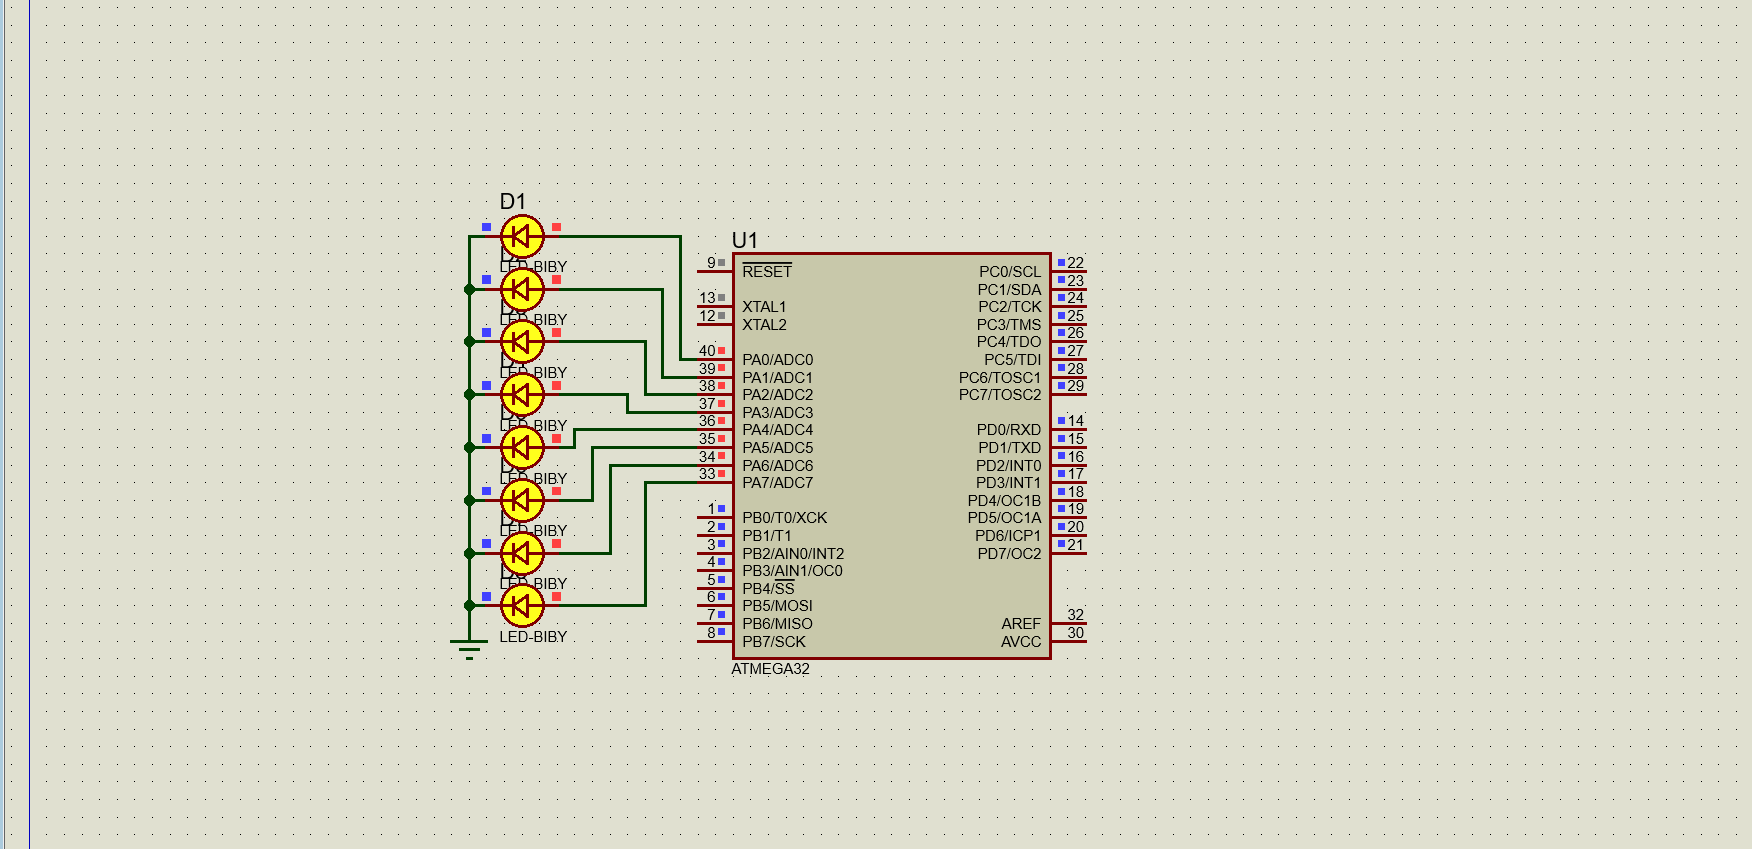 D1
LED-BIBY
LED-BIBY
LED-BIBY
LED-BIBY
LED-BIBY
LED-BIBY
LED-BIBY
LED-BIBY
U1
9 RESET
13 XTAL1
12 XTAL2
40 PA0/ADC0
39 PA1/ADC1
38 PA2/ADC2
37 PA3/ADC3
36 PA4/ADC4
35 PA5/ADC5
34 PA6/ADC6
33 PA7/ADC7
1 PB0/T0/XCK
2 PB1/T1
3 PB2/AIN0/INT2
4 PB3/AIN1/OC0
5 PB4/SS
6 PB5/MOSI
7 PB6/MISO
8 PB7/SCK
PC0/SCL 22
PC1/SDA 23
PC2/TCK 24
PC3/TMS 25
PC4/TDO 26
PC5/TDI 27
PC6/TOSC1 28
PC7/TOSC2 29
PD0/RXD 14
PD1/TXD 15
PD2/INT0 16
PD3/INT1 17
PD4/OC1B 18
PD5/OC1A 19
PD6/ICP1 20
PD7/OC2 21
AREF 32
AVCC 30
ATMEGA32